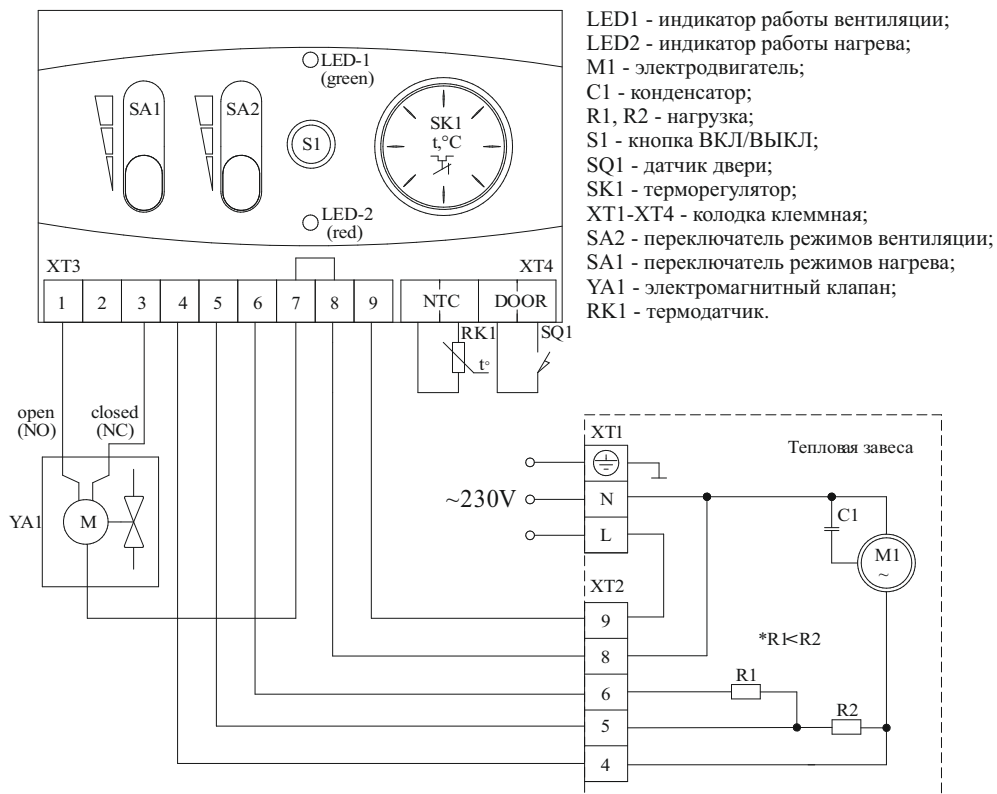 LED1 - индикатор работы вентиляции;
LED2 - индикатор работы нагрева;
M1 - электродвигатель;
C1 - конденсатор;
R1, R2 - нагрузка;
S1 - кнопка ВКЛ/ВЫКЛ;
SQ1 - датчик двери;
SK1 - терморегулятор;
XT1-XT4 - колодка клеммная;
SA2 - переключатель режимов вентиляции;
SA1 - переключатель режимов нагрева;
YA1 - электромагнитный клапан;
RK1 - термодатчик.
LED-1
(green)
SA1
SA2
S1
SK1
t,°C
LED-2
(red)
XT3
XT4
1 2 3 4 5 6 7 8 9 NTC DOOR
RK1
t°
SQ1
open
(NO)
closed
(NC)
YA1
M
XT1
Тепловая завеса
~230V
N
L
C1
M1
~
XT2
9
8
*R1<R2
6
R1
5
R2
4